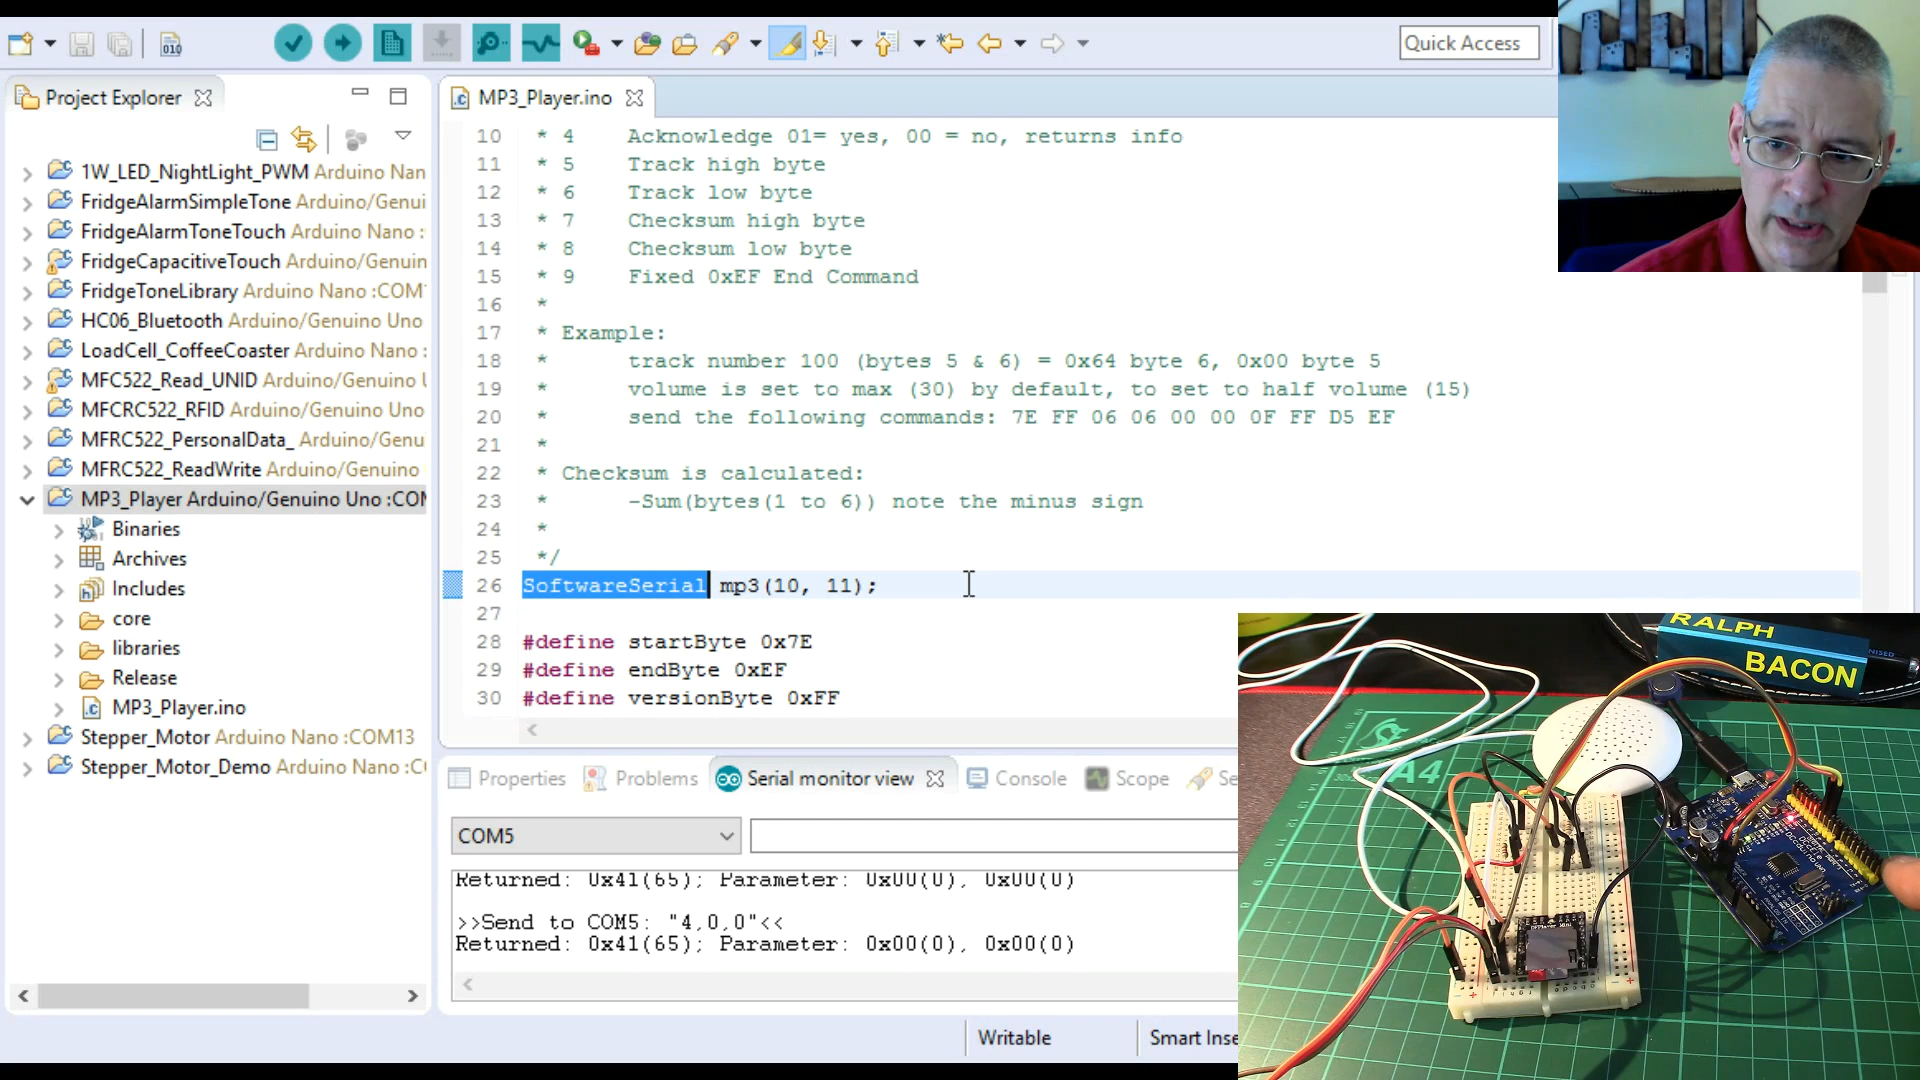 Quick Access
Project Explorer
MP3_Player.ino
1W_LED_NightLight_PWM Arduino Nan
FridgeAlarmSimpleTone Arduino/Genui
FridgeAlarmToneTouch Arduino Nano :
FridgeCapacitiveTouch Arduino/Genuin
FridgeToneLibrary Arduino Nano :COM
HC06_Bluetooth Arduino/Genuino Uno
LoadCell_CoffeeCoaster Arduino Nano :
MFC522_Read_UNID Arduino/Genuino U
MFCRC522_RFID Arduino/Genuino Uno
MFRC522_PersonalData_ Arduino/Genu
MFRC522_ReadWrite Arduino/Genuino
MP3_Player Arduino/Genuino Uno :COM
Binaries
Archives
Includes
core
libraries
Release
MP3_Player.ino
Stepper_Motor Arduino Nano :COM13
Stepper_Motor_Demo Arduino Nano :C
10 * 4 Acknowledge 01= yes, 00 = no, returns info
11 * 5 Track high byte
12 * 6 Track low byte
13 * 7 Checksum high byte
14 * 8 Checksum low byte
15 * 9 Fixed 0xEF End Command
16 *
17 * Example:
18 * track number 100 (bytes 5 & 6) = 0x64 byte 6, 0x00 byte 5
19 * volume is set to max (30) by default, to set to half volume (15)
20 * send the following commands: 7E FF 06 06 00 00 0F FF D5 EF
21 *
22 * Checksum is calculated:
23 * -Sum(bytes(1 to 6)) note the minus sign
24 *
25 */
26 SoftwareSerial mp3(10, 11);
27
28 #define startByte 0x7E
29 #define endByte 0xEF
30 #define versionByte 0xFF
Properties Problems Serial monitor view Console Scope Se
COM5
Returned: 0x41(65); Parameter: 0x00(0), 0x00(0)
>>Send to COM5: "4,0,0"<<
Returned: 0x41(65); Parameter: 0x00(0), 0x00(0)
Writable
Smart Inse
RALPH
BACON
A4
DFPlayer Mini